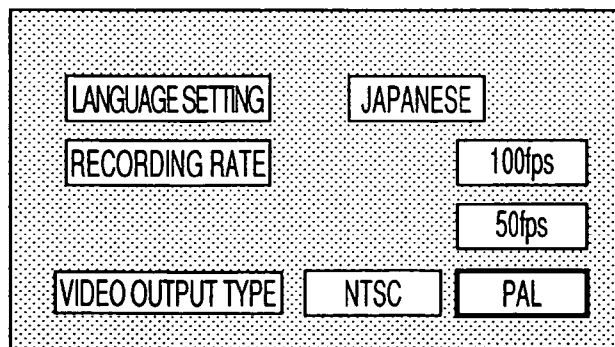 LANGUAGE SETTING JAPANESE
RECORDING RATE 100fps
50fps
VIDEO OUTPUT TYPE NTSC PAL